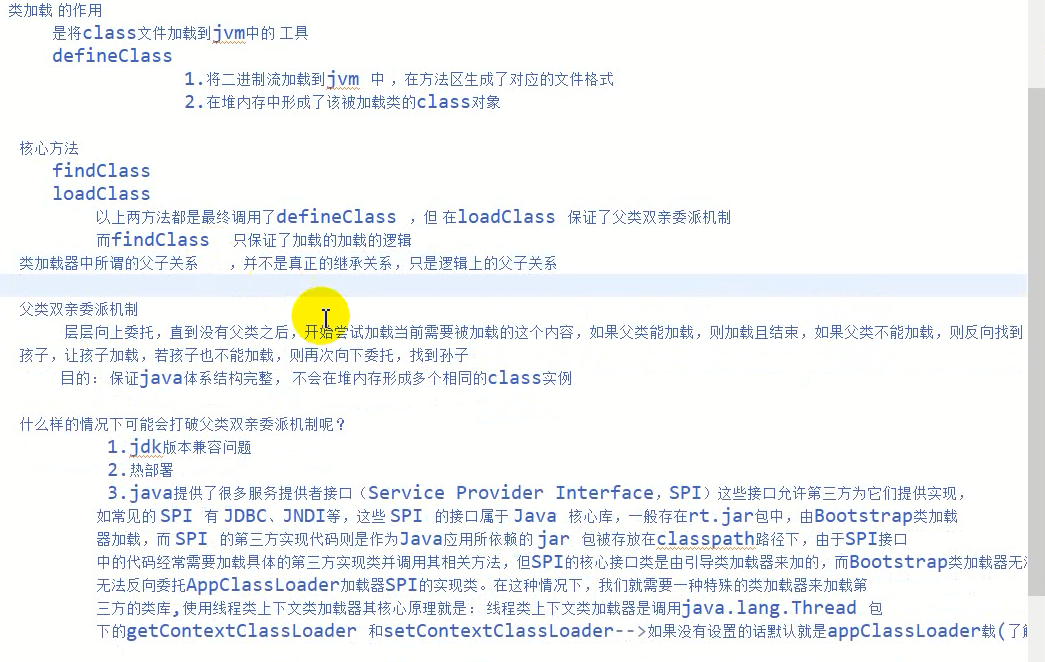 类加载 的作用
是将class文件加载到jvm中的 工具
defineClass
1.将二进制流加载到jvm 中 ，在方法区生成了对应的文件格式
2.在堆内存中形成了该被加载类的class对象
核心方法
findClass
loadClass
以上两方法都是最终调用了defineClass ，但 在loadClass 保证了父类双亲委派机制
而findClass 只保证了加载的加载的逻辑
类加载器中所谓的父子关系 ，并不是真正的继承关系，只是逻辑上的父子关系
父类双亲委派机制
层层向上委托，直到没有父类之后，开始尝试加载当前需要被加载的这个内容，如果父类能加载，则加载且结束，如果父类不能加载，则反向找到
孩子，让孩子加载，若孩子也不能加载，则再次向下委托，找到孙子
目的： 保证java体系结构完整， 不会在堆内存形成多个相同的class实例
什么样的情况下可能会打破父类双亲委派机制呢？
1.jdk版本兼容问题
2.热部署
3.java提供了很多服务提供者接口（Service Provider Interface，SPI）这些接口允许第三方为它们提供实现，
如常见的 SPI 有 JDBC、JNDI等，这些 SPI 的接口属于 Java 核心库，一般存在rt.jar包中，由Bootstrap类加载
器加载，而 SPI 的第三方实现代码则是作为Java应用所依赖的 jar 包被存放在classpath路径下，由于SPI接口
中的代码经常需要加载具体的第三方实现类并调用其相关方法，但SPI的核心接口类是由引导类加载器来加的，而Bootstrap类加载器无
无法反向委托AppClassLoader加载器SPI的实现类。在这种情况下，我们就需要一种特殊的类加载器来加载第
三方的类库,使用线程类上下文类加载器其核心原理就是： 线程类上下文类加载器是调用java.lang.Thread 包
下的getContextClassLoader 和setContextClassLoader-->如果没有设置的话默认就是appClassLoader载(了